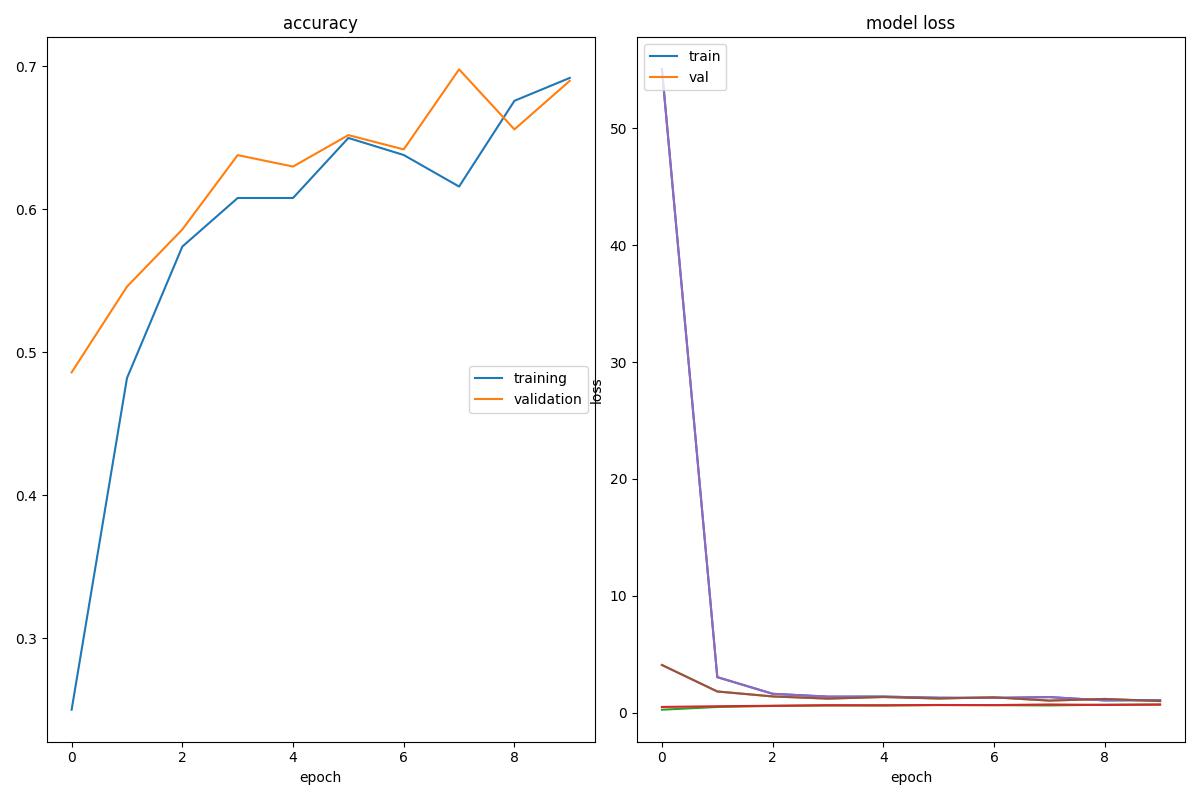 accuracy
0.7
0.6
0.5
0.4
0.3
training
validation
0 2 4 6 8
epoch
model loss
train
val
loss
50
40
30
20
10
0
0 2 4 6 8
epoch